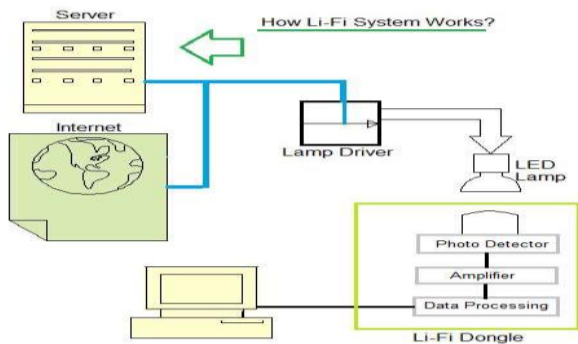 Server
How Li-Fi System Works?
Internet
Lamp Driver
LED
Lamp
Photo Detector
Amplifier
Data Processing
Li-Fi Dongle